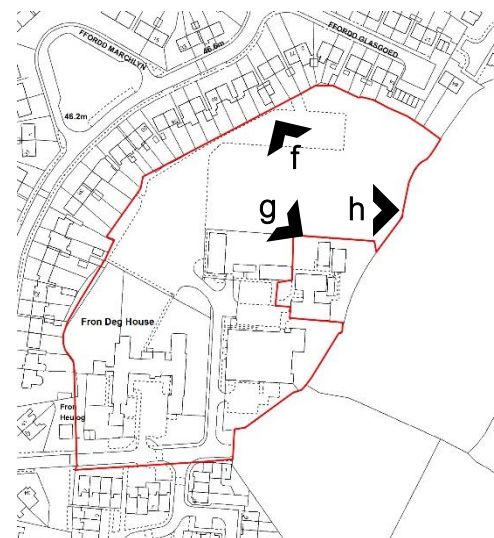 FFORDD MARCHLYN
46.6m
FFORDD GLASGOED
46.2m
f
g
h
Fron Deg House
Fron
Heulog